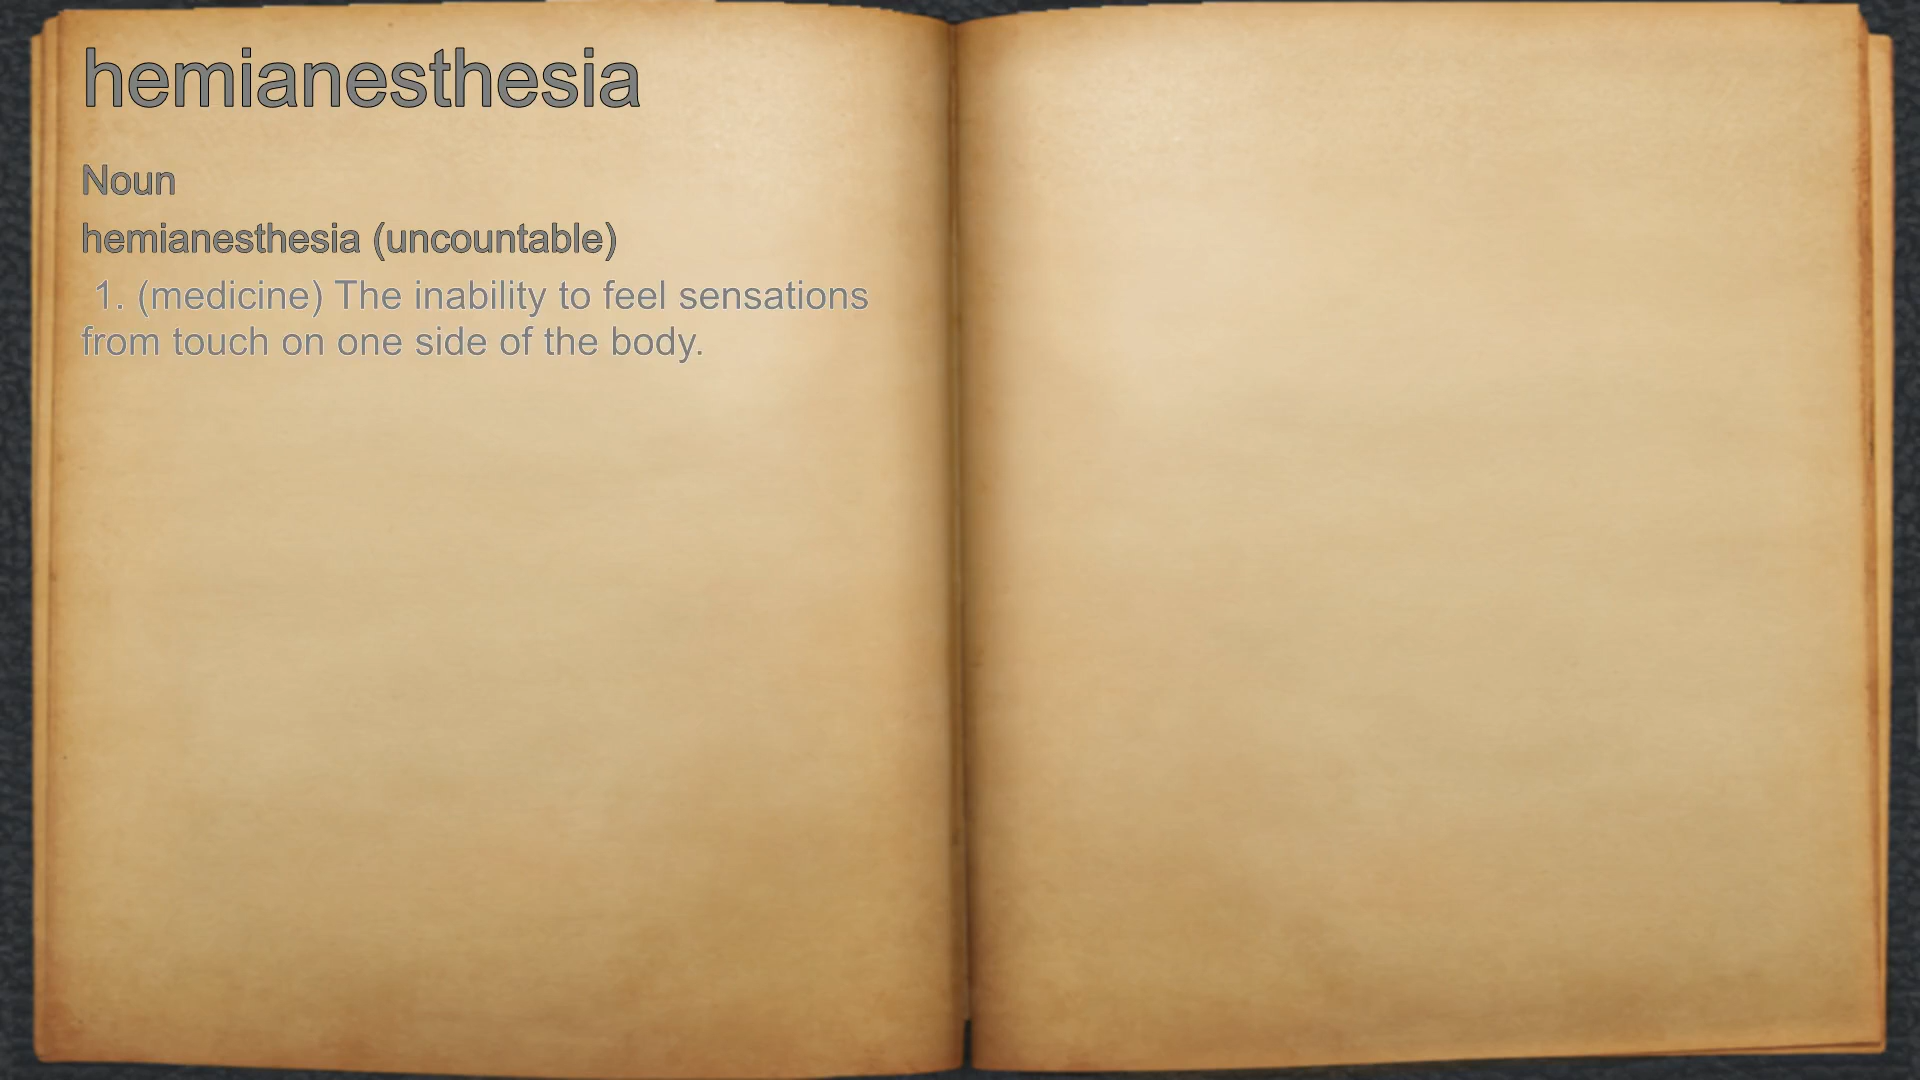 hemianesthesia
Noun
hemianesthesia (uncountable)
1. (medicine) The inability to feel sensations
from touch on one side of the body.